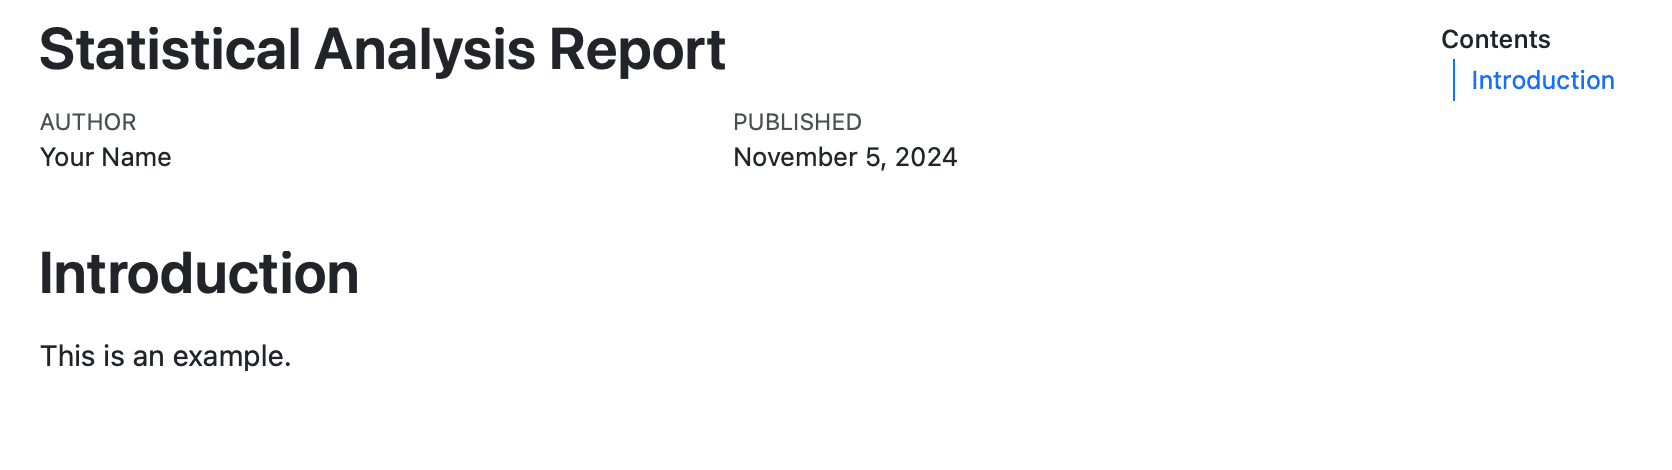 Statistical Analysis Report
AUTHOR
Your Name
PUBLISHED
November 5, 2024
Contents
Introduction
Introduction
This is an example.